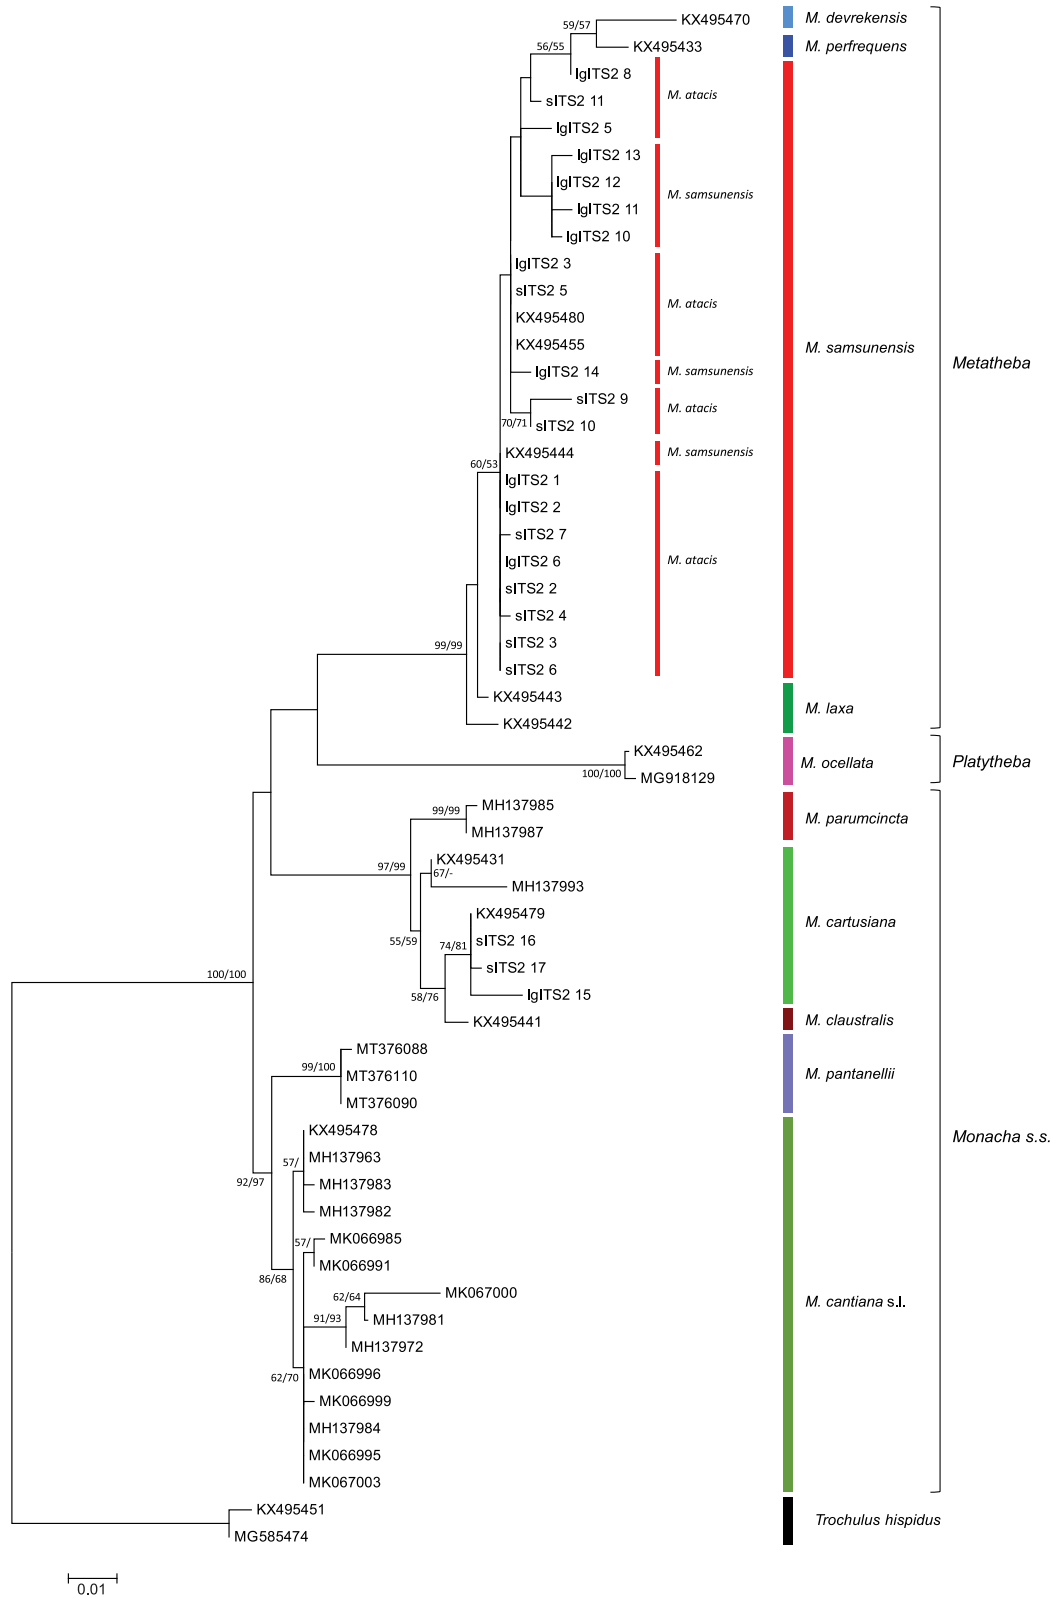 KX495470
M. devrekensis
59/57
KX495433
M. perfrequens
56/55
lgITS2 8
sITS2 11
M. atacis
lgITS2 5
lgITS2 13
lgITS2 12
M. samsunensis
lgITS2 11
lgITS2 10
lgITS2 3
sITS2 5
M. atacis
KX495480
KX495455
M. samsunensis
Metatheba
lgITS2 14
M. samsunensis
sITS2 9
M. atacis
70/71
sITS2 10
KX495444
M. samsunensis
60/53
lgITS2 1
lgITS2 2
sITS2 7
lgITS2 6
M. atacis
sITS2 2
sITS2 4
sITS2 3
99/99
sITS2 6
KX495443
M. laxa
KX495442
KX495462
M. ocellata
Platytheba
100/100
MG918129
MH137985
99/99
M. parumcincta
MH137987
KX495431
97/99
67/-
MH137993
KX495479
M. cartusiana
55/59
74/81
sITS2 16
sITS2 17
100/100
58/76
lgITS2 15
KX495441
M. claustralis
MT376088
99/100
MT376110
M. pantanellii
MT376090
KX495478
Monacha s.s.
MH137963
57/
92/97
MH137983
MH137982
57/
MK066985
MK066991
86/68
MK067000
62/64
M. cantiana s.l.
91/93
MH137981
MH137972
62/70
MK066996
MK066999
MH137984
MK066995
MK067003
KX495451
Trochulus hispidus
MG585474
0.01